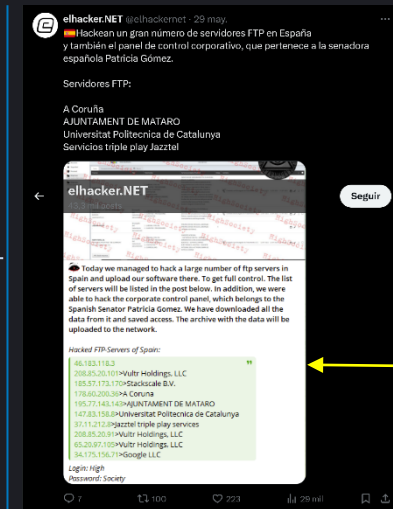 elhacker.NET @elhackernet · 29 may.
🇪🇸Hackean un gran número de servidores FTP en España
y también el panel de control corporativo, que pertenece a la senadora
española Patricia Gómez.
Servidores FTP:
A Coruña
AJUNTAMENT DE MATARO
Universitat Politecnica de Catalunya
Servicios triple play Jazztel
elhacker.NET
Seguir
Today we managed to hack a large number of ftp servers in
Spain and upload our software there. To get full control. The list
of servers will be listed in the post below. In addition, we were
able to hack the corporate control panel, which belongs to the
Spanish Senator Patricia Gomez. We have downloaded all the
data from it and saved access. The archive with the data will be
uploaded to the network.
Hacked FTP-Servers of Spain:
46.183.118.3
208.85.20.101>Vultr Holdings, LLC
185.57.173.170>Stackscale B.V.
178.60.200.36>A Coruna
195.77.143.143>AJUNTAMENT DE MATARO
147.83.158.8>Universitat Politecnica de Catalunya
37.11.212.8>Jazztel triple play services
208.85.20.91>Vultr Holdings, LLC
65.20.97.105>Vultr Holdings, LLC
34.175.156.71>Google LLC
Login: High
Password: Society
7 100 223 29 mil